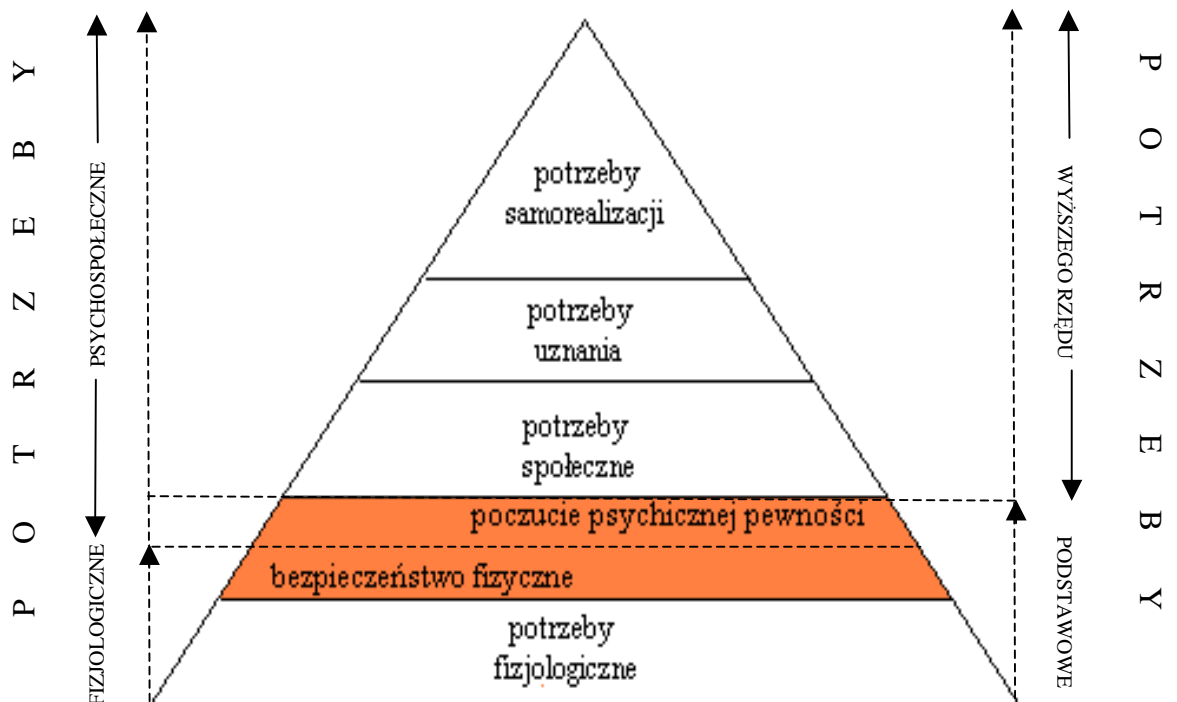 POTRZEBY
PSYCHOSPOŁECZNE
FIZJOLOGICZNE
potrzeby
samorealizacji
potrzeby
uznania
potrzeby
społeczne
poczucie psychicznej pewności
bezpieczeństwo fizyczne
potrzeby
fizjologiczne
WYŻSZEGO RZĘDU
PODSTAWOWE
POTRZEBY